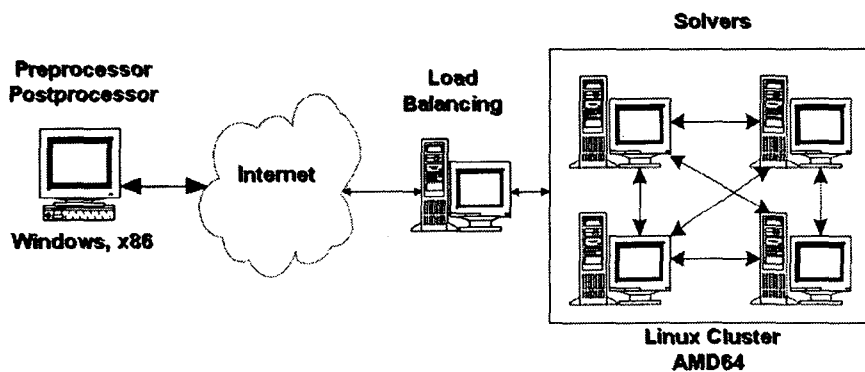 Solvers
Preprocessor
Postprocessor
Load
Balancing
Internet
Windows, x86
Linux Cluster
AMD64